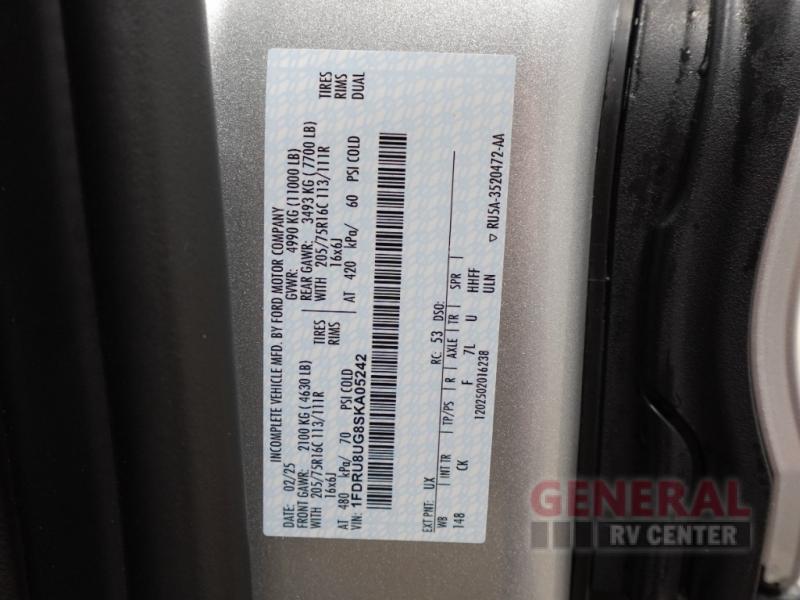 INCOMPLETE VEHICLE MFD. BY FORD MOTOR COMPANY
DATE: 02/25 GVWR: 4990 KG (11000 LB)
FRONT GAWR: 2100 KG ( 4630 LB) REAR GAWR: 3493 KG ( 7700 LB)
WITH 205/75R16C 113/111R TIRES WITH 205/75R16C 113/111R TIRES
16x6J RIMS 16x6J RIMS
AT 480 kPa/ 70 PSI COLD AT 420 kPa/ 60 PSI COLD DUAL
VIN: 1FDRU8UG8SKA05242
EXT PNT: UX RC: 53 DSO:
WB INT TR TP/PS R AXLE TR SPR
148 CK F 7L U HHFF
1202502016238 ULN
▽ RU5A-3520472-AA
GENERAL
RV CENTER